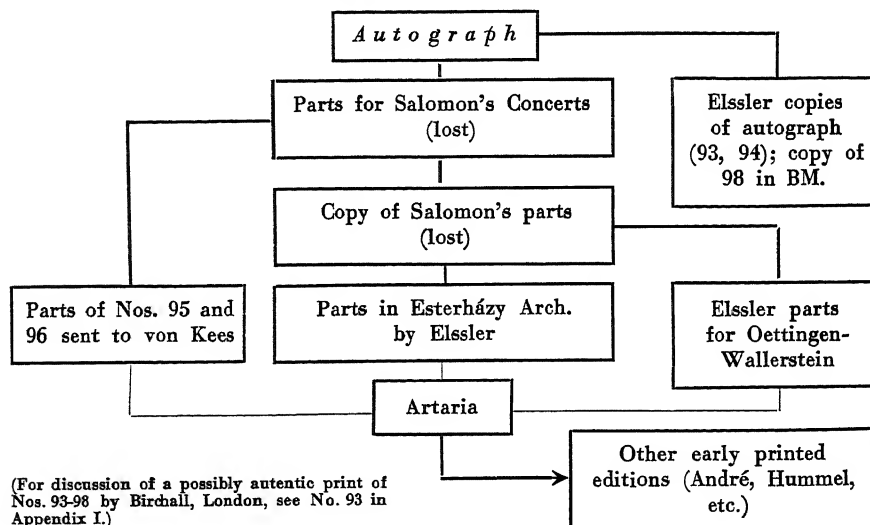 Autograph
Parts for Salomon's Concerts
(lost)
Elssler copies
of autograph
(93, 94); copy of
98 in BM.
Copy of Salomon's parts
(lost)
Parts of Nos. 95 and
96 sent to von Kees
Parts in Esterházy Arch.
by Elssler
Elssler parts
for Oettingen-
Wallerstein
Artaria
Other early printed
editions (André, Hummel,
etc.)
(For discussion of a possibly autentic print of
Nos. 93-98 by Birchall, London, see No. 93 in
Appendix I.)